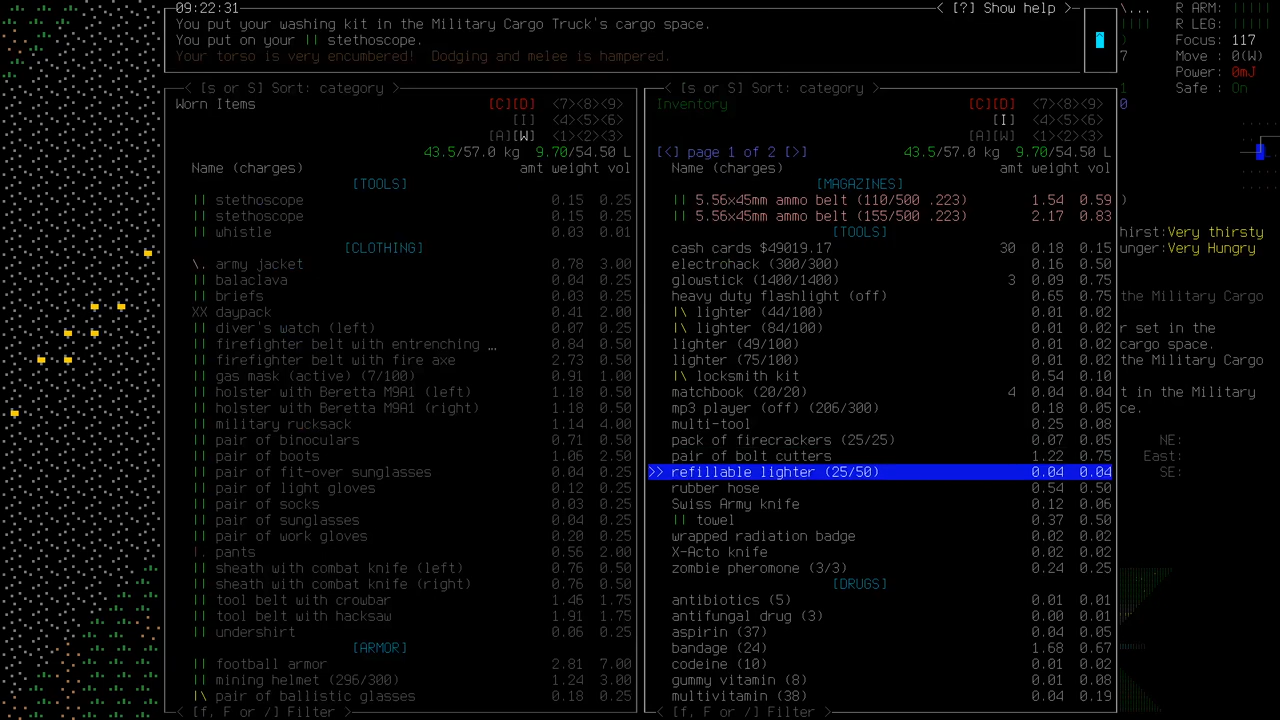 09:22:31
< [?] Show help >
You put your washing kit in the Military Cargo Truck's cargo space.
You put on your || stethoscope.
Your torso is very encumbered!  Dodging and melee is hampered.
\...
R ARM:
R LEG:
Focus: 117
7 Move : 0(W)
Power: 0mJ
Safe : On
< [s or S] Sort: category >
Worn Items [C][D] <7><8><9>
[I] <4><5><6>
[A][W] <1><2><3>
43.5/57.0 kg 9.70/54.50 L
Name (charges) amt weight vol
[TOOLS]
|| stethoscope 0.15 0.25
|| stethoscope 0.15 0.25
|| whistle 0.03 0.01
[CLOTHING]
\. army jacket 0.78 3.00
|| balaclava 0.04 0.25
|| briefs 0.03 0.25
XX daypack 0.41 2.00
|| diver's watch (left) 0.07 0.25
|| firefighter belt with entrenching … 0.84 0.50
|| firefighter belt with fire axe 2.73 0.50
|| gas mask (active) (7/100) 0.91 1.00
|| holster with Beretta M9A1 (left) 1.18 0.50
|| holster with Beretta M9A1 (right) 1.18 0.50
|| military rucksack 1.14 4.00
|| pair of binoculars 0.71 0.50
|| pair of boots 1.06 2.50
|| pair of fit-over sunglasses 0.04 0.25
|| pair of light gloves 0.12 0.25
|| pair of socks 0.03 0.25
|| pair of sunglasses 0.04 0.25
|| pair of work gloves 0.20 0.25
|. pants 0.56 2.00
|| sheath with combat knife (left) 0.76 0.50
|| sheath with combat knife (right) 0.76 0.50
|| tool belt with crowbar 1.46 1.75
|| tool belt with hacksaw 1.91 1.75
|| undershirt 0.06 0.25
[ARMOR]
|| football armor 2.81 7.00
|| mining helmet (296/300) 1.24 3.00
|\ pair of ballistic glasses 0.18 0.25
< [f, F or /] Filter >
< [s or S] Sort: category >
Inventory [C][D] <7><8><9>
[I] <4><5><6>
[A][W] <1><2><3>
[<] page 1 of 2 [>] 43.5/57.0 kg 9.70/54.50 L
Name (charges) amt weight vol
[MAGAZINES]
|| 5.56x45mm ammo belt (110/500 .223) 1.54 0.59
|| 5.56x45mm ammo belt (155/500 .223) 2.17 0.83
[TOOLS]
cash cards $49019.17 30 0.18 0.15
electrohack (300/300) 0.16 0.50
glowstick (1400/1400) 3 0.09 0.75
heavy duty flashlight (off) 0.65 0.75
|\ lighter (44/100) 0.01 0.02
|\ lighter (84/100) 0.01 0.02
lighter (49/100) 0.01 0.02
lighter (75/100) 0.01 0.02
|\ locksmith kit 0.54 0.10
matchbook (20/20) 4 0.04 0.04
mp3 player (off) (206/300) 0.18 0.05
multi-tool 0.25 0.08
pack of firecrackers (25/25) 0.07 0.05
pair of bolt cutters 1.22 0.75
>> refillable lighter (25/50) 0.04 0.04
rubber hose 0.54 0.50
Swiss Army knife 0.12 0.06
|| towel 0.37 0.50
wrapped radiation badge 0.02 0.02
X-Acto knife 0.02 0.02
zombie pheromone (3/3) 0.24 0.25
[DRUGS]
antibiotics (5) 0.01 0.01
antifungal drug (3) 0.00 0.01
aspirin (37) 0.04 0.05
bandage (24) 1.68 0.67
codeine (10) 0.01 0.02
gummy vitamin (8) 0.01 0.08
multivitamin (38) 0.04 0.19
< [f, F or /] Filter >
hirst:Very thirsty
unger:Very Hungry
the Military Cargo
r set in the
rgo space.
the Military Cargo
t in the Military
ce.
NE:
East:
SE: